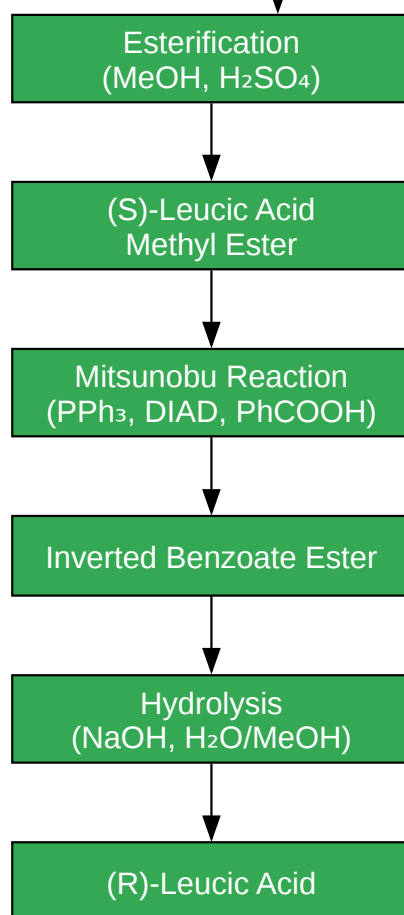 Esterification
(MeOH, H₂SO₄)
(S)-Leucic Acid
Methyl Ester
Mitsunobu Reaction
(PPh₃, DIAD, PhCOOH)
Inverted Benzoate Ester
Hydrolysis
(NaOH, H₂O/MeOH)
(R)-Leucic Acid